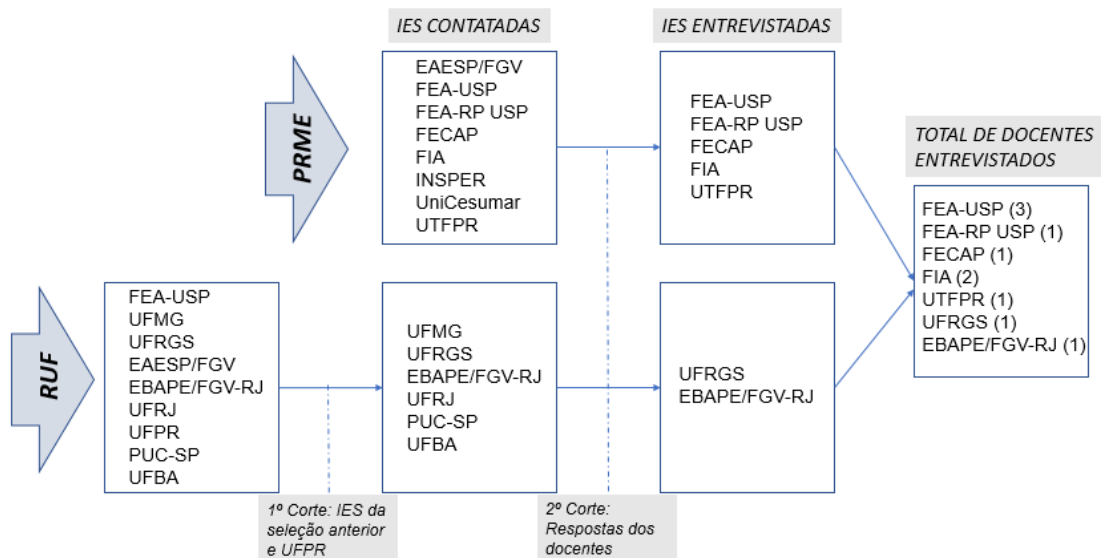 IES CONTATADAS
IES ENTREVISTADAS
PRME
EAESP/FGV
FEA-USP
FEA-RP USP
FECAP
FIA
INSPER
UniCesumar
UTFPR
FEA-USP
FEA-RP USP
FECAP
FIA
UTFPR
TOTAL DE DOCENTES
ENTREVISTADOS
FEA-USP (3)
FEA-RP USP (1)
FECAP (1)
FIA (2)
UTFPR (1)
UFRGS (1)
EBAPE/FGV-RJ (1)
RUF
FEA-USP
UFMG
UFRGS
EAESP/FGV
EBAPE/FGV-RJ
UFRJ
UFPR
PUC-SP
UFBA
UFMG
UFRGS
EBAPE/FGV-RJ
UFRJ
PUC-SP
UFBA
UFRGS
EBAPE/FGV-RJ
1º Corte: IES da
seleção anterior
e UFPR
2º Corte:
Respostas dos
docentes